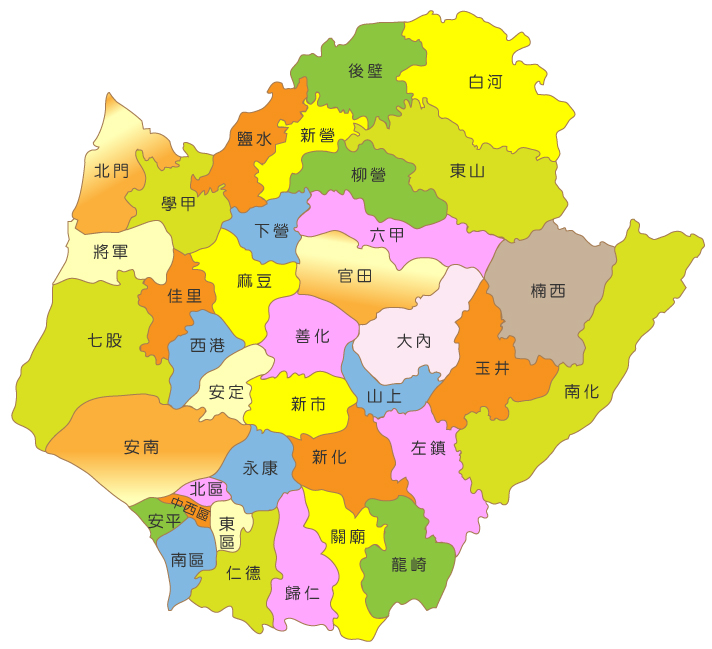 後壁
白河
鹽水
新營
北門
柳營
東山
學甲
下營
六甲
將軍
麻豆
官田
佳里
楠西
七股
西港
善化
大內
玉井
安定
新市
山上
南化
安南
永康
新化
左鎮
北區
中西區
安平
東區
關廟
南區
仁德
龍崎
歸仁